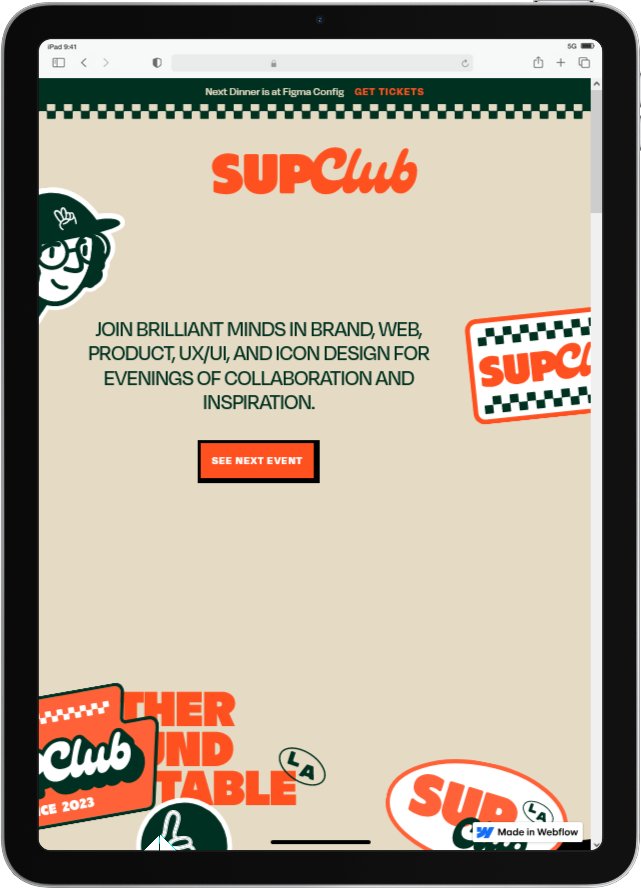 iPad 9:41
5G
Next Dinner is at Figma Config GET TICKETS
SUPClub
JOIN BRILLIANT MINDS IN BRAND, WEB,
PRODUCT, UX/UI, AND ICON DESIGN FOR
EVENINGS OF COLLABORATION AND
INSPIRATION.
SUPCL
SEE NEXT EVENT
THER
UND
TABLE
Club
CE 2023
LA
SUP
Club
LA
Made in Webflow